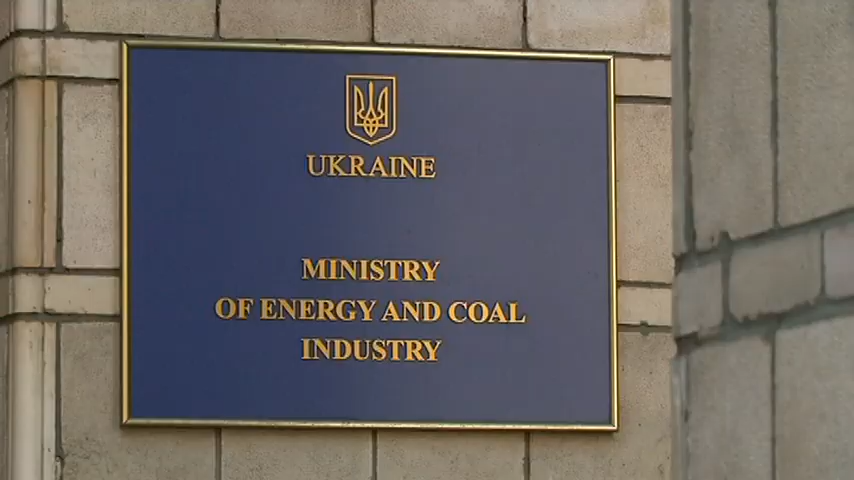 UKRAINE
MINISTRY
OF ENERGY AND COAL
INDUSTRY